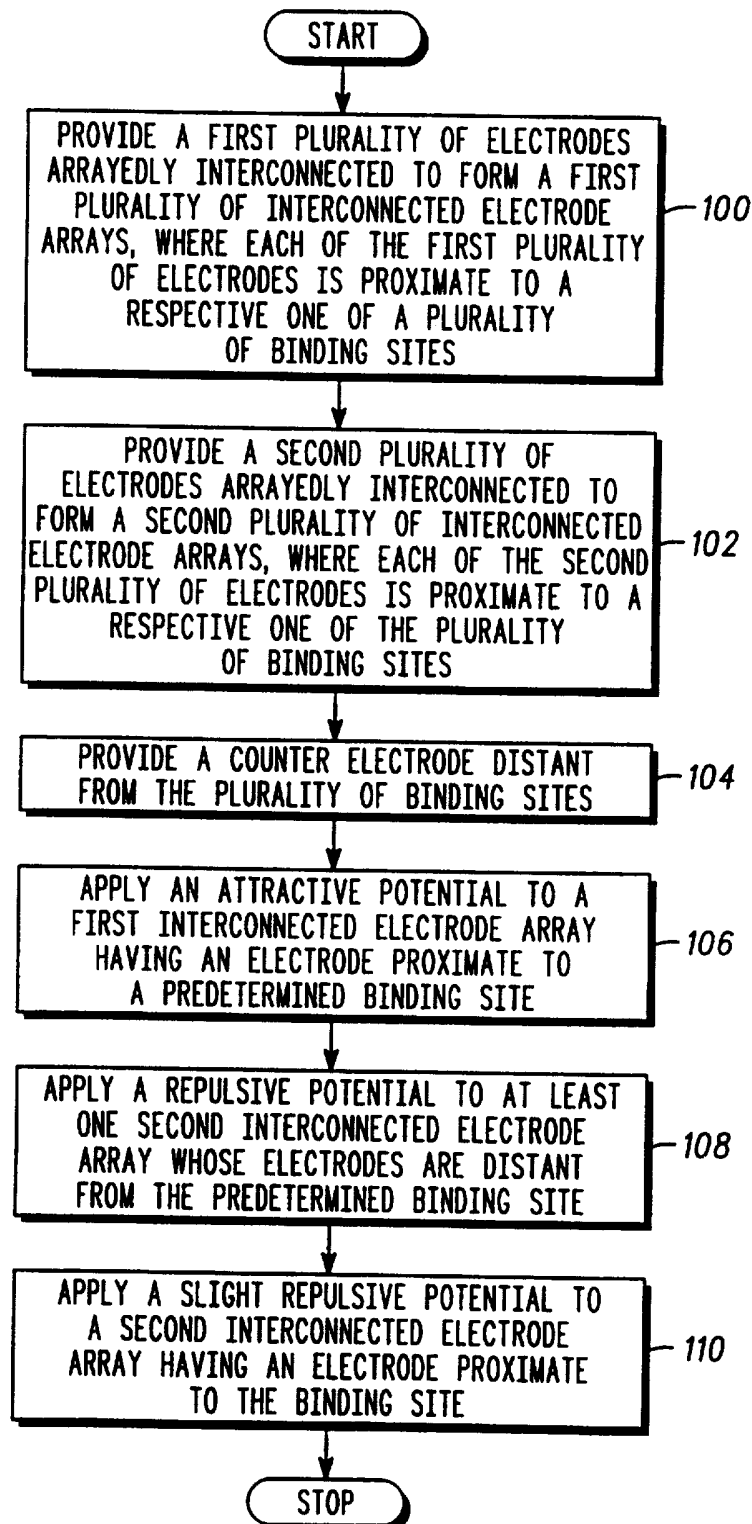 START
PROVIDE A FIRST PLURALITY OF ELECTRODES
ARRAYEDLY INTERCONNECTED TO FORM A FIRST
PLURALITY OF INTERCONNECTED ELECTRODE
ARRAYS, WHERE EACH OF THE FIRST PLURALITY
OF ELECTRODES IS PROXIMATE TO A
RESPECTIVE ONE OF A PLURALITY
OF BINDING SITES
100
PROVIDE A SECOND PLURALITY OF
ELECTRODES ARRAYEDLY INTERCONNECTED TO
FORM A SECOND PLURALITY OF INTERCONNECTED
ELECTRODE ARRAYS, WHERE EACH OF THE SECOND
PLURALITY OF ELECTRODES IS PROXIMATE TO A
RESPECTIVE ONE OF THE PLURALITY
OF BINDING SITES
102
PROVIDE A COUNTER ELECTRODE DISTANT
FROM THE PLURALITY OF BINDING SITES
104
APPLY AN ATTRACTIVE POTENTIAL TO A
FIRST INTERCONNECTED ELECTRODE ARRAY
HAVING AN ELECTRODE PROXIMATE TO
A PREDETERMINED BINDING SITE
106
APPLY A REPULSIVE POTENTIAL TO AT LEAST
ONE SECOND INTERCONNECTED ELECTRODE
ARRAY WHOSE ELECTRODES ARE DISTANT
FROM THE PREDETERMINED BINDING SITE
108
APPLY A SLIGHT REPULSIVE POTENTIAL TO
A SECOND INTERCONNECTED ELECTRODE
ARRAY HAVING AN ELECTRODE PROXIMATE
TO THE BINDING SITE
110
STOP